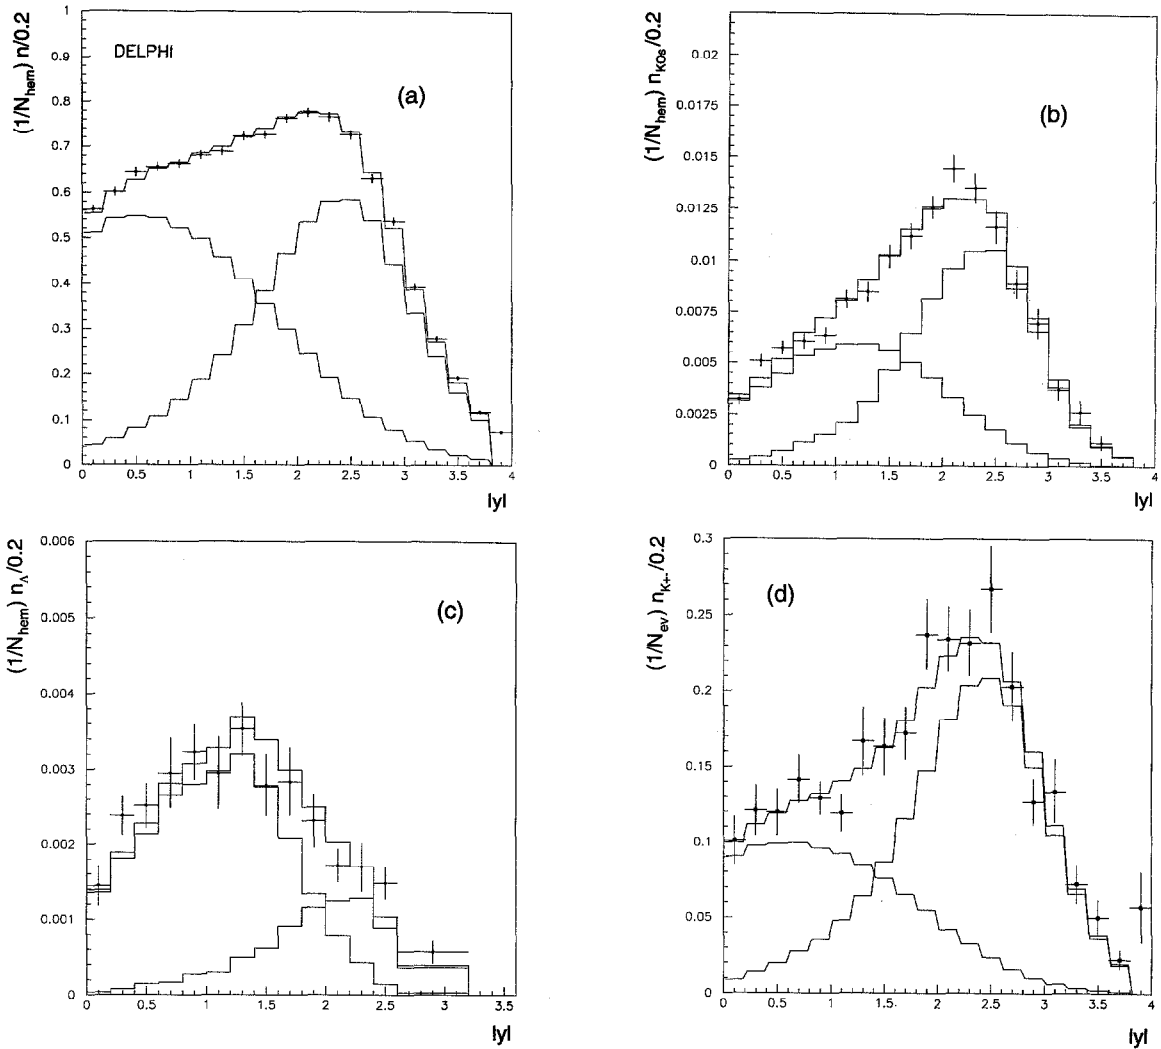 (1/N_hem) n/0.2
1
0.9
0.8
0.7
0.6
0.5
0.4
0.3
0.2
0.1
0
DELPHI
(a)
0 0.5 1 1.5 2 2.5 3 3.5 4
|y|
(1/N_hem) n_K0s/0.2
0.02
0.0175
0.015
0.0125
0.01
0.0075
0.005
0.0025
0
(b)
0 0.5 1 1.5 2 2.5 3 3.5 4
|y|
(1/N_hem) n_Λ/0.2
0.006
0.005
0.004
0.003
0.002
0.001
0
(c)
0 0.5 1 1.5 2 2.5 3 3.5
|y|
(1/N_ev) n_K+-/0.2
0.3
0.25
0.2
0.15
0.1
0.05
0
(d)
0 0.5 1 1.5 2 2.5 3 3.5 4
|y|